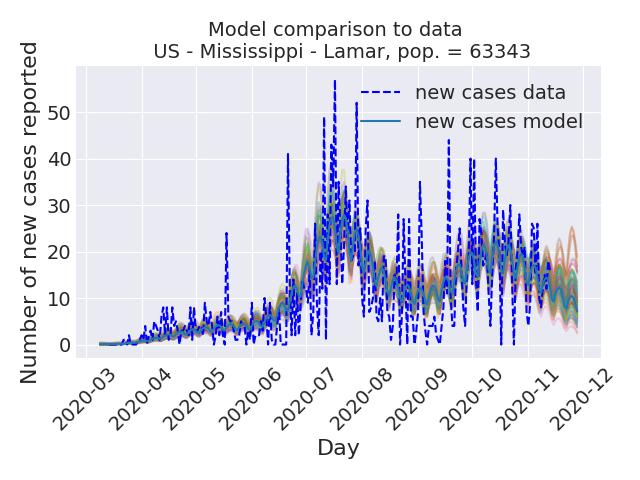 Model comparison to data
US - Mississippi - Lamar, pop. = 63343
Number of new cases reported
50
40
30
20
10
0
new cases data
new cases model
2020-03
2020-04
2020-05
2020-06
2020-07
2020-08
2020-09
2020-10
2020-11
2020-12
Day